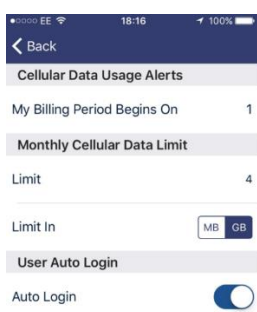 EE 18:16 100%
Back
Cellular Data Usage Alerts
My Billing Period Begins On 1
Monthly Cellular Data Limit
Limit 4
Limit In MB GB
User Auto Login
Auto Login